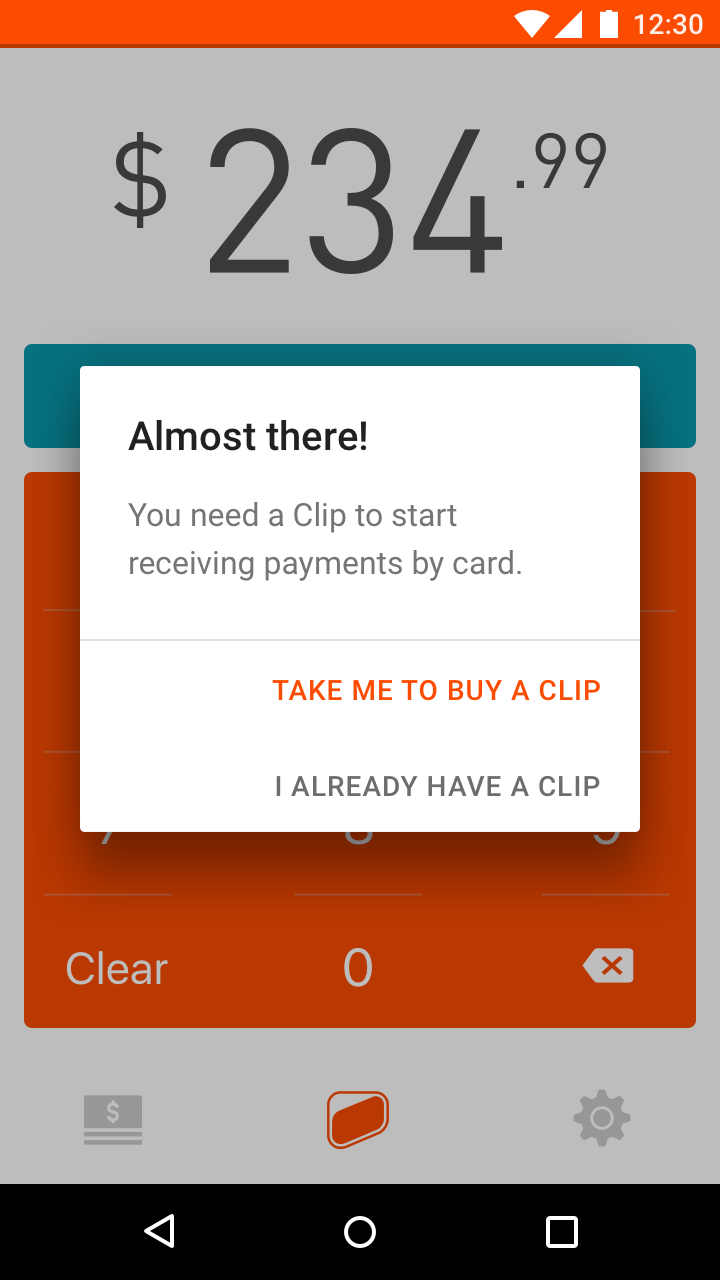 12:30
$ 234.99
Almost there!
You need a Clip to start
receiving payments by card.
TAKE ME TO BUY A CLIP
I ALREADY HAVE A CLIP
Clear 0
$